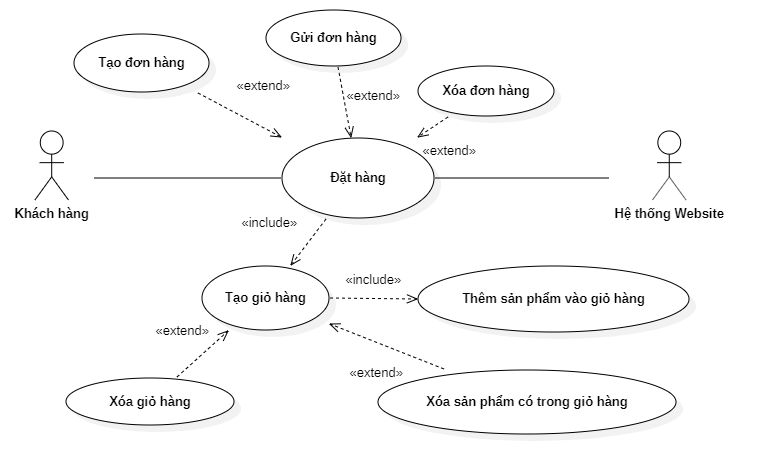 Gửi đơn hàng
Tạo đơn hàng
«extend»
«extend»
Xóa đơn hàng
«extend»
Khách hàng
Đặt hàng
Hệ thống Website
«include»
Tạo giỏ hàng
«include»
Thêm sản phẩm vào giỏ hàng
«extend»
«extend»
Xóa giỏ hàng
Xóa sản phẩm có trong giỏ hàng